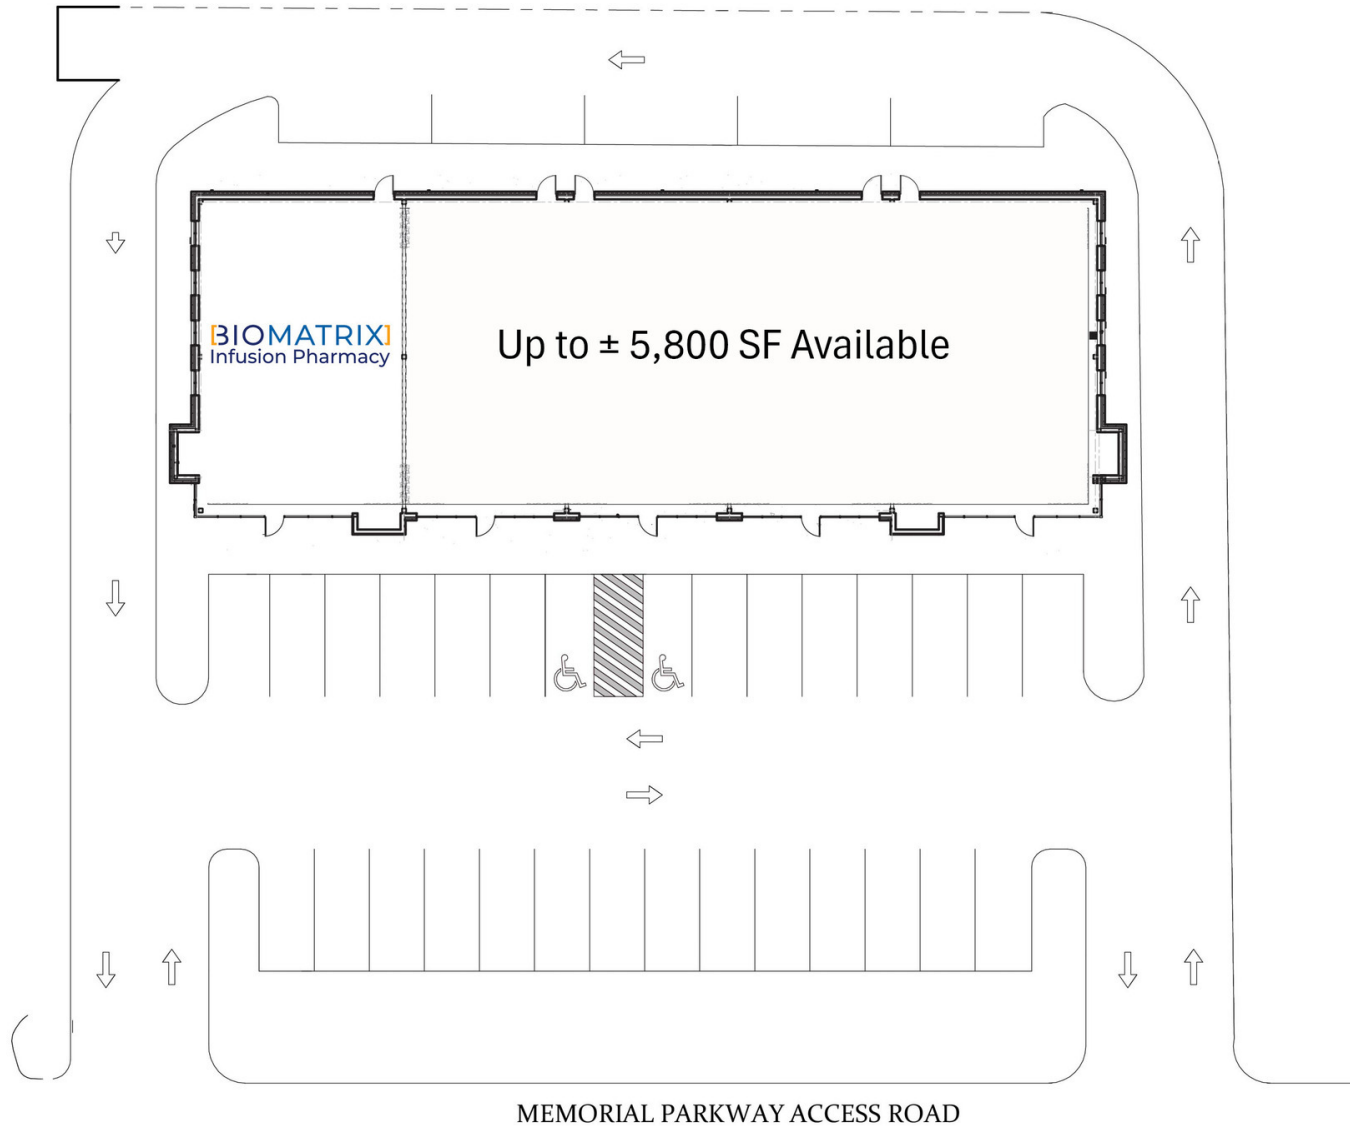 BIOMATRIX
Infusion Pharmacy
Up to ± 5,800 SF Available
MEMORIAL PARKWAY ACCESS ROAD